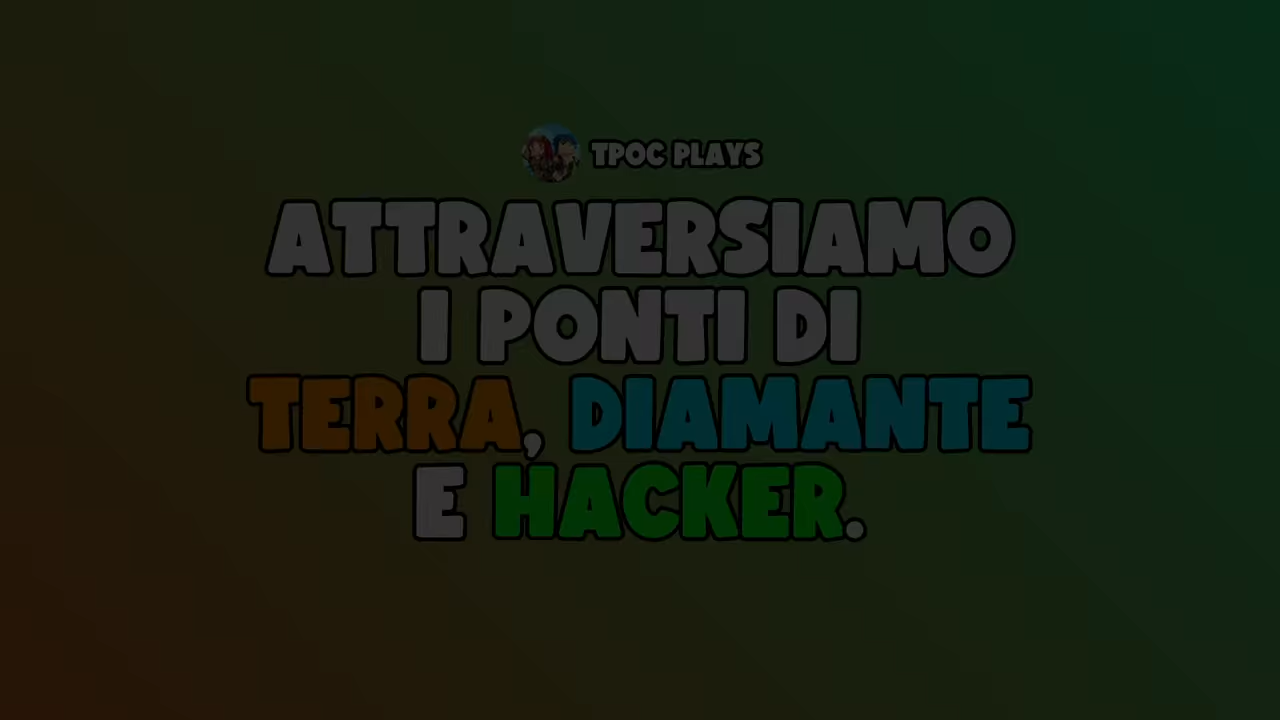 TPOC PLAYS
ATTRAVERSIAMO
I PONTI DI
TERRA, DIAMANTE
E HACKER.